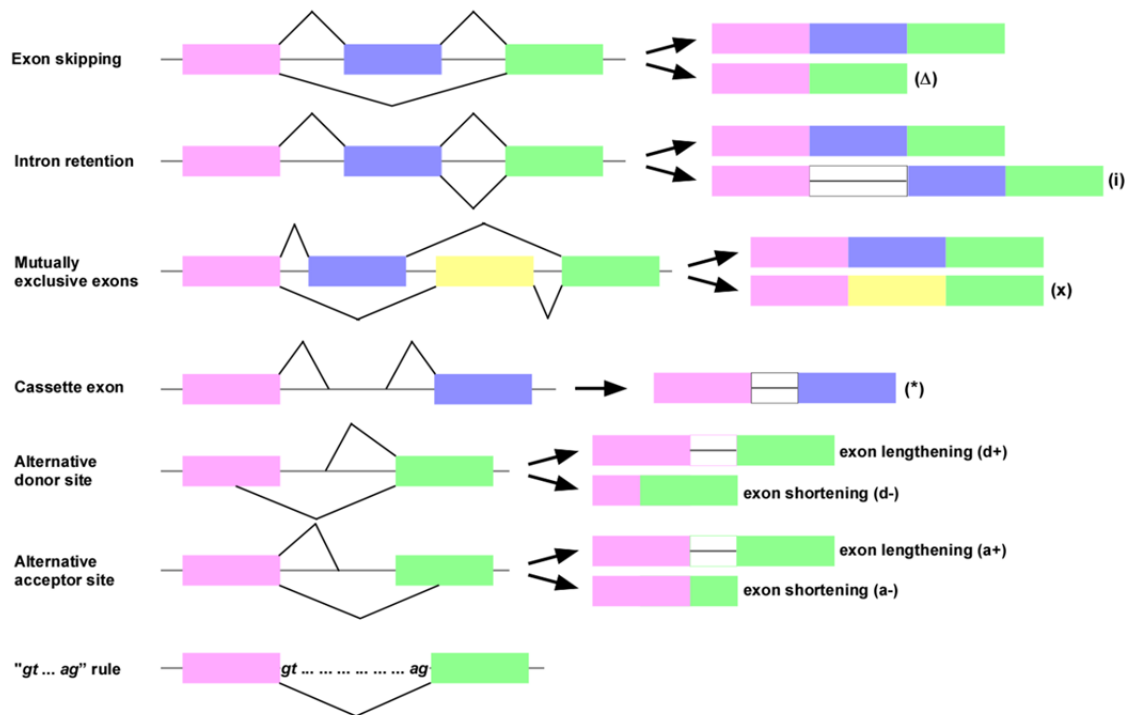 Exon skipping
(Δ)
Intron retention
(i)
Mutually
exclusive exons
(x)
Cassette exon
(*)
Alternative
donor site
exon lengthening (d+)
exon shortening (d-)
Alternative
acceptor site
exon lengthening (a+)
exon shortening (a-)
"gt ... ag" rule
gt ... ... ... ... ... ... ag